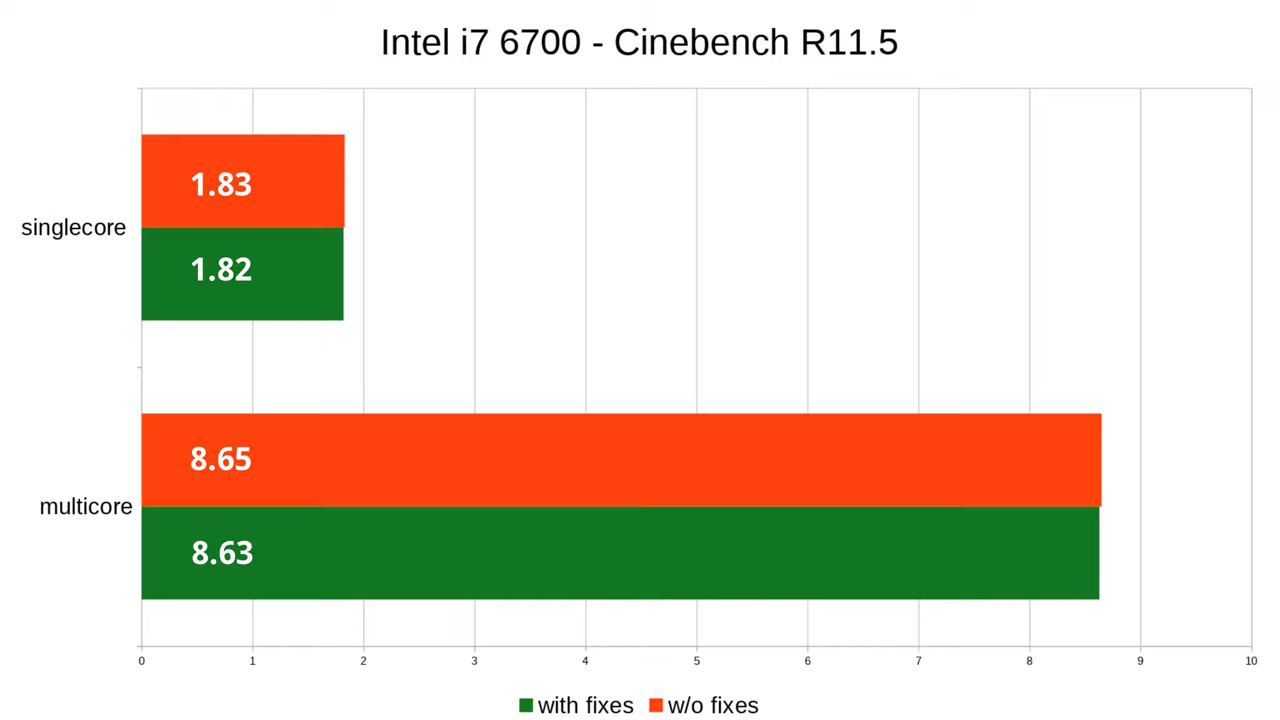 Intel i7 6700 - Cinebench R11.5
1.83
singlecore
1.82
8.65
multicore
8.63
0 1 2 3 4 5 6 7 8 9 10
with fixes w/o fixes